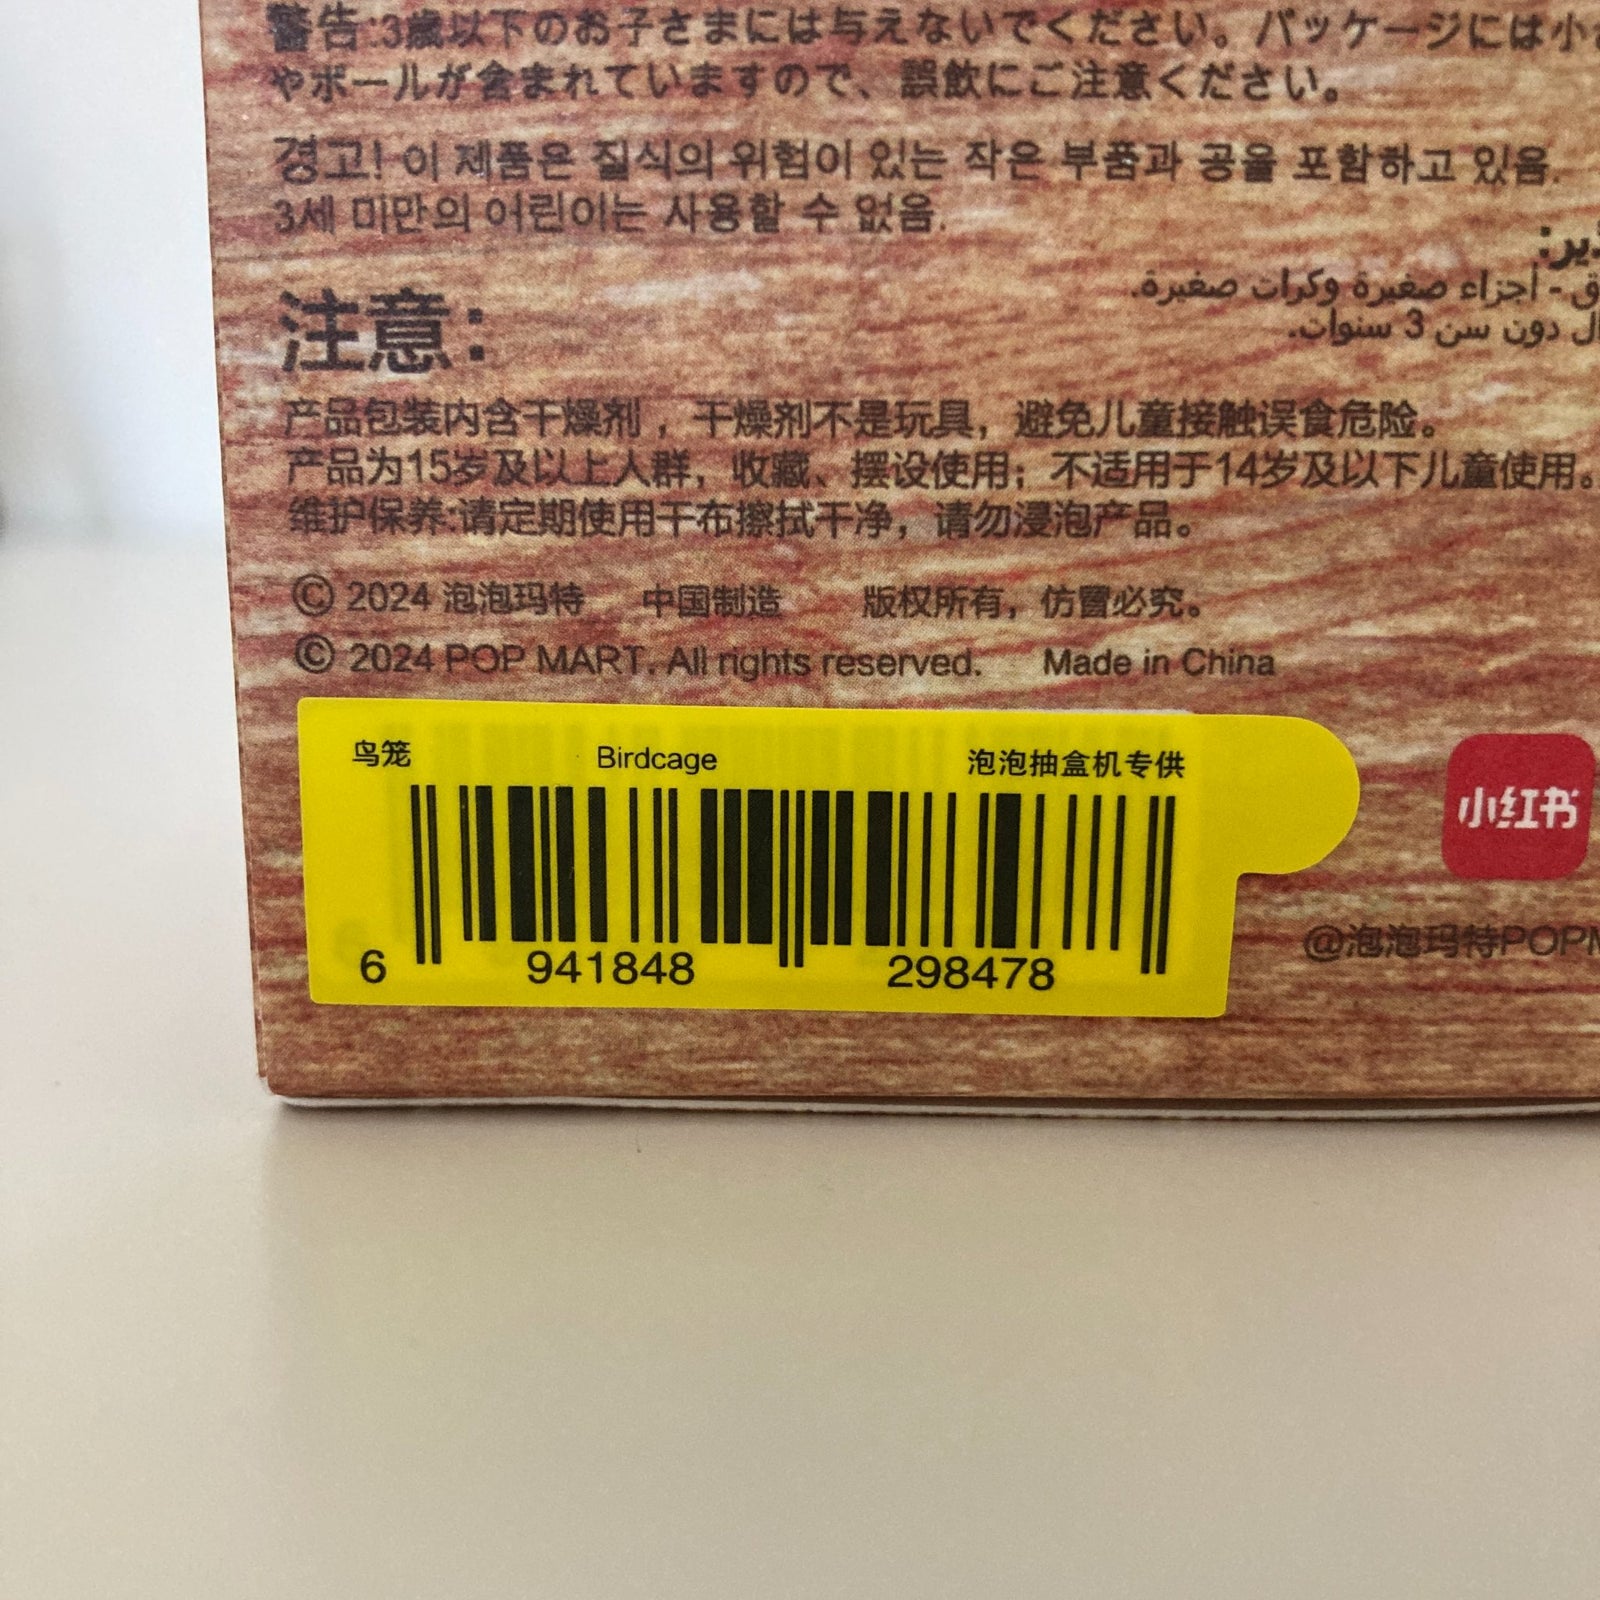 警告:3歳以下のお子さまには与えないでください。パッケージには小
やボールが含まれていますので、誤飲にご注意ください。
경고! 이 제품은 질식의 위험이 있는 작은 부품과 공을 포함하고 있음.
3세 미만의 어린이는 사용할 수 없음.
- أجزاء صغيرة وكرات صغيرة.
دون سن 3 سنوات.
注意:
产品包装内含干燥剂，干燥剂不是玩具，避免儿童接触误食危险。
产品为15岁及以上人群，收藏、摆设使用；不适用于14岁及以下儿童使用。
维护保养:请定期使用干布擦拭干净，请勿浸泡产品。
© 2024 泡泡玛特 中国制造 版权所有，仿冒必究。
© 2024 POP MART. All rights reserved. Made in China
鸟笼 Birdcage 泡泡抽盒机专供
6 941848 298478
小红书
@泡泡玛特POPM